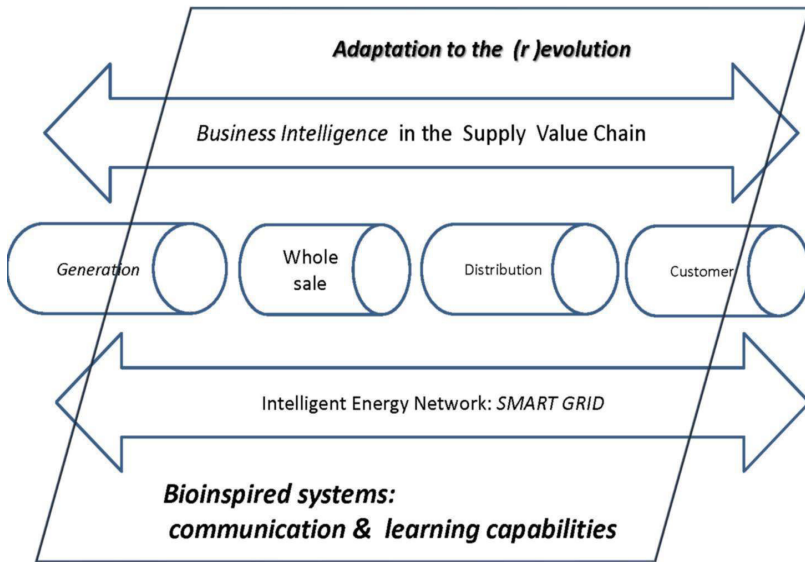 Adaptation to the (r )evolution
Business Intelligence in the Supply Value Chain
Generation
Whole
sale
Distribution
Customer
Intelligent Energy Network: SMART GRID
Bioinspired systems:
communication & learning capabilities